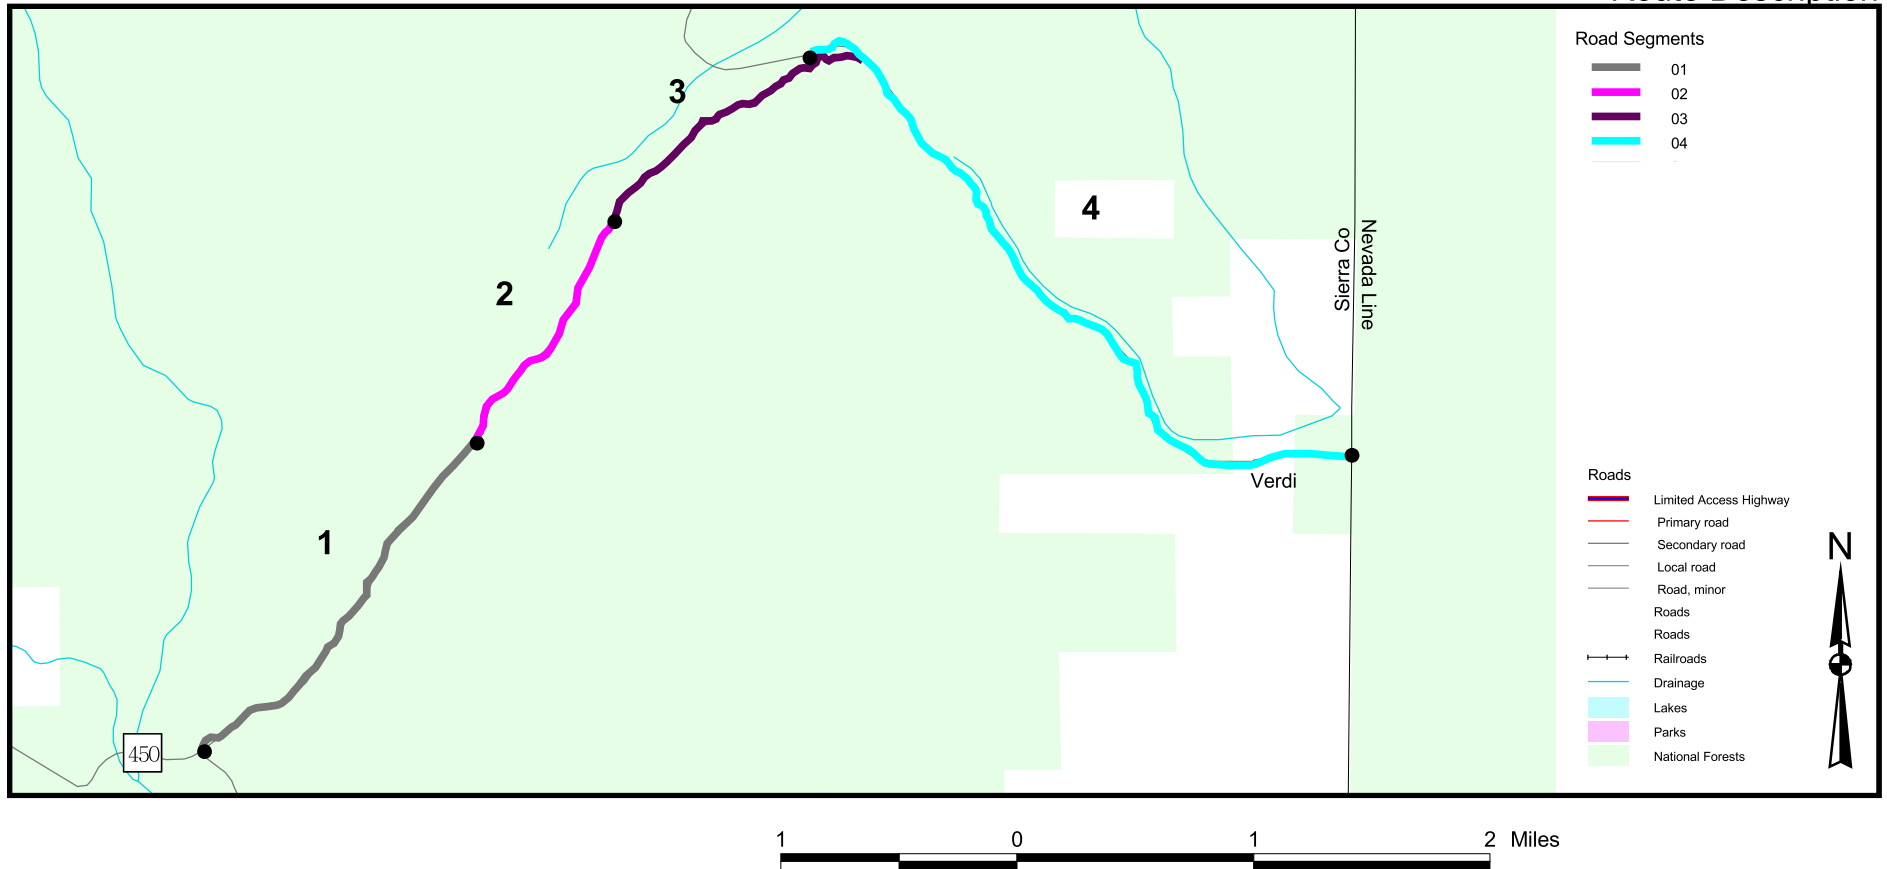 Route Description
Road Segments
01
02
03
04
3
4
2
1
Sierra Co
Nevada Line
Verdi
450
Roads
Limited Access Highway
Primary road
Secondary road
Local road
Road, minor
Roads
Roads
Railroads
Drainage
Lakes
Parks
National Forests
N
1 0 1 2 Miles